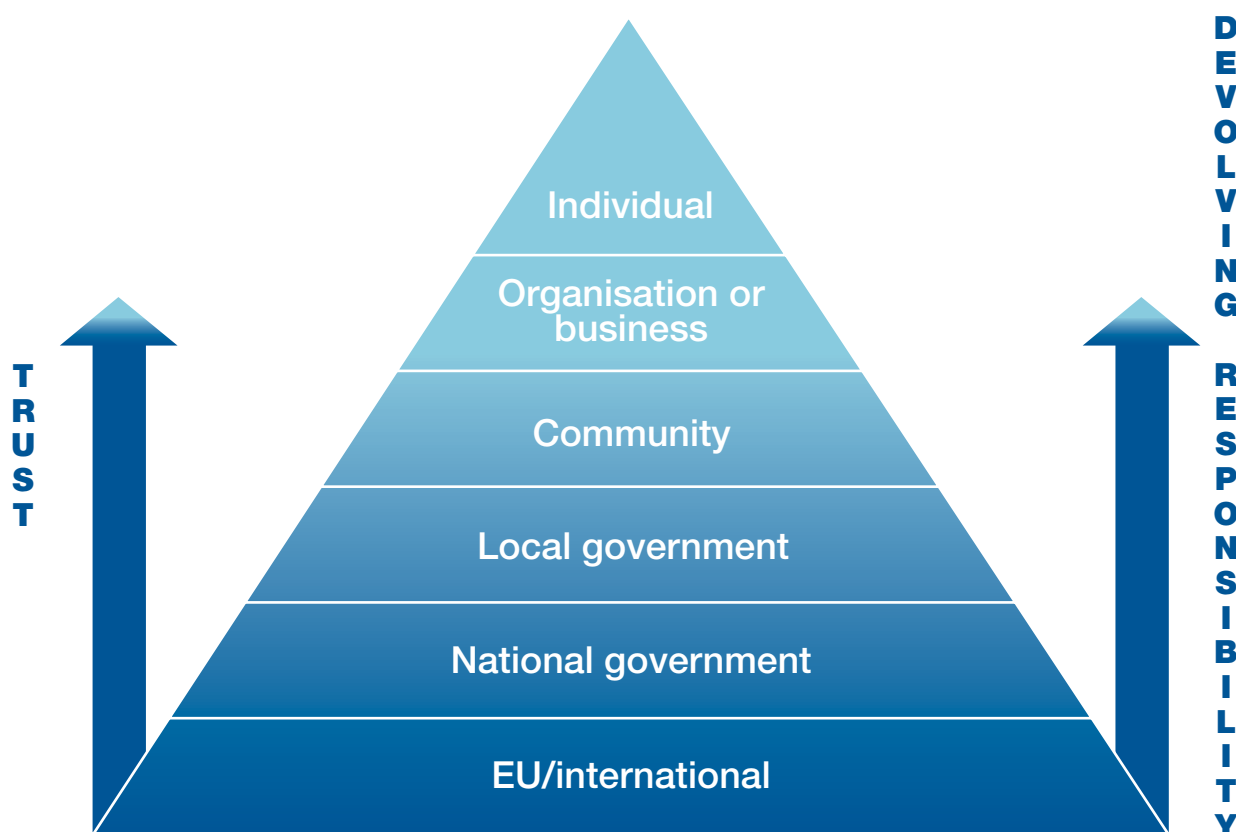 Individual
Organisation or
business
Community
Local government
National government
EU/international
TRUST
DEVOLVING RESPONSIBILITY